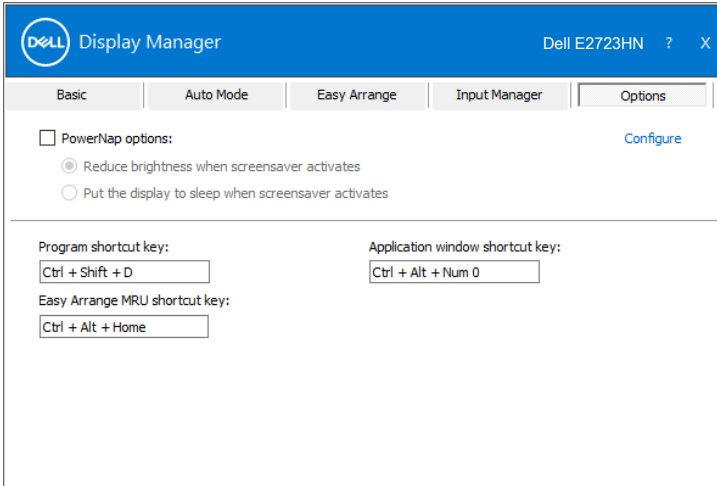 DELL Display Manager Dell E2723HN ? X
Basic Auto Mode Easy Arrange Input Manager Options
PowerNap options: Configure
Reduce brightness when screensaver activates
Put the display to sleep when screensaver activates
Program shortcut key: Application window shortcut key:
Ctrl + Shift + D Ctrl + Alt + Num 0
Easy Arrange MRU shortcut key:
Ctrl + Alt + Home